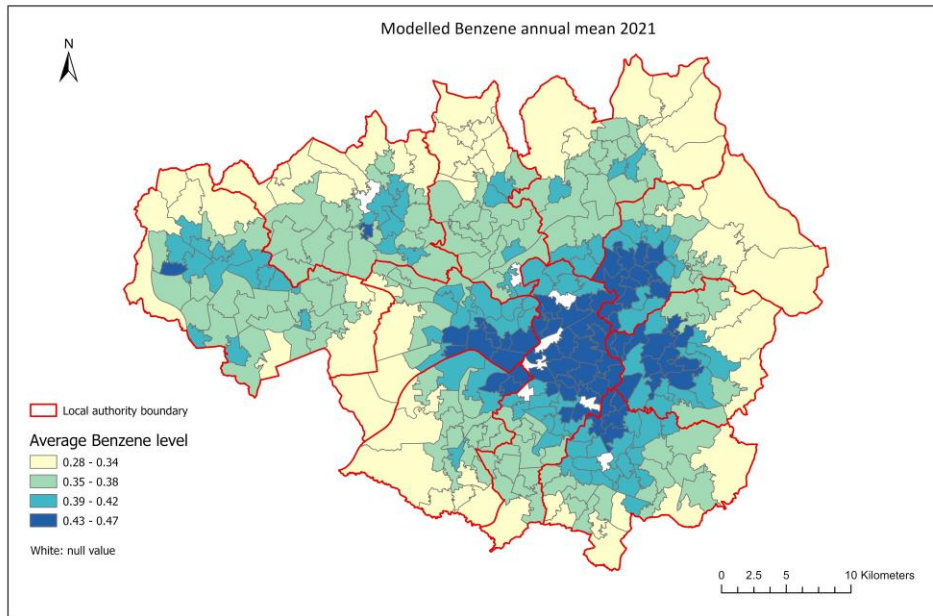 Modelled Benzene annual mean 2021
N
Local authority boundary
Average Benzene level
0.28 - 0.34
0.35 - 0.38
0.39 - 0.42
0.43 - 0.47
White: null value
0 2.5 5 10 Kilometers